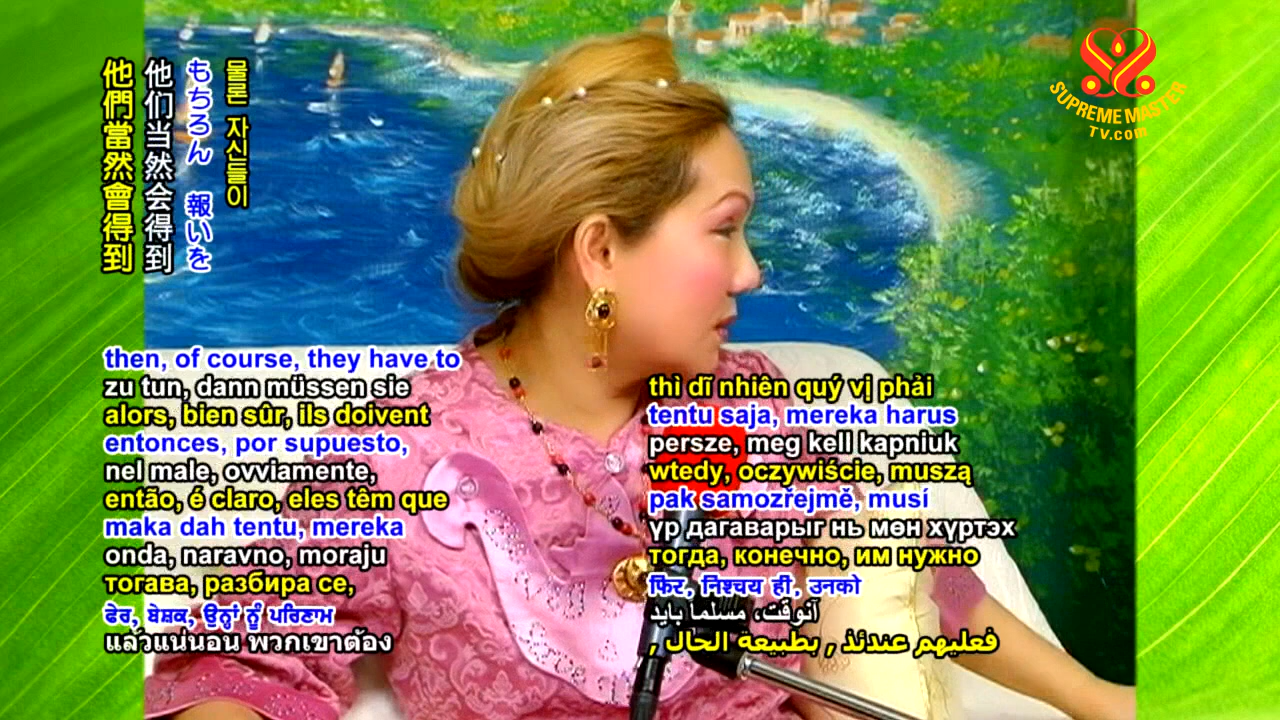 SUPREME MASTER
TV.com
물론 자신들이
もちろん 報いを
他们当然会得到
他們當然會得到
then, of course, they have to
zu tun, dann müssen sie
alors, bien sûr, ils doivent
entonces, por supuesto,
nel male, ovviamente,
então, é claro, eles têm que
maka dah tentu, mereka
onda, naravno, moraju
тогава, разбира се,
ਫੇਰ, ਬੇਸ਼ਕ, ਉਨ੍ਹਾਂ ਨੂੰ ਪਰਿਣਾਮ
แล้วแน่นอน พวกเขาต้อง
thì dĩ nhiên quý vị phải
tentu saja, mereka harus
persze, meg kell kapniuk
wtedy, oczywiście, muszą
pak samozřejmě, musí
үр дагаварыг нь мөн хүртэх
тогда, конечно, им нужно
फिर, निश्चय ही, उनको
آنوقت، مسلما باید
فعليهم عندئذ , بطبيعة الحال ,